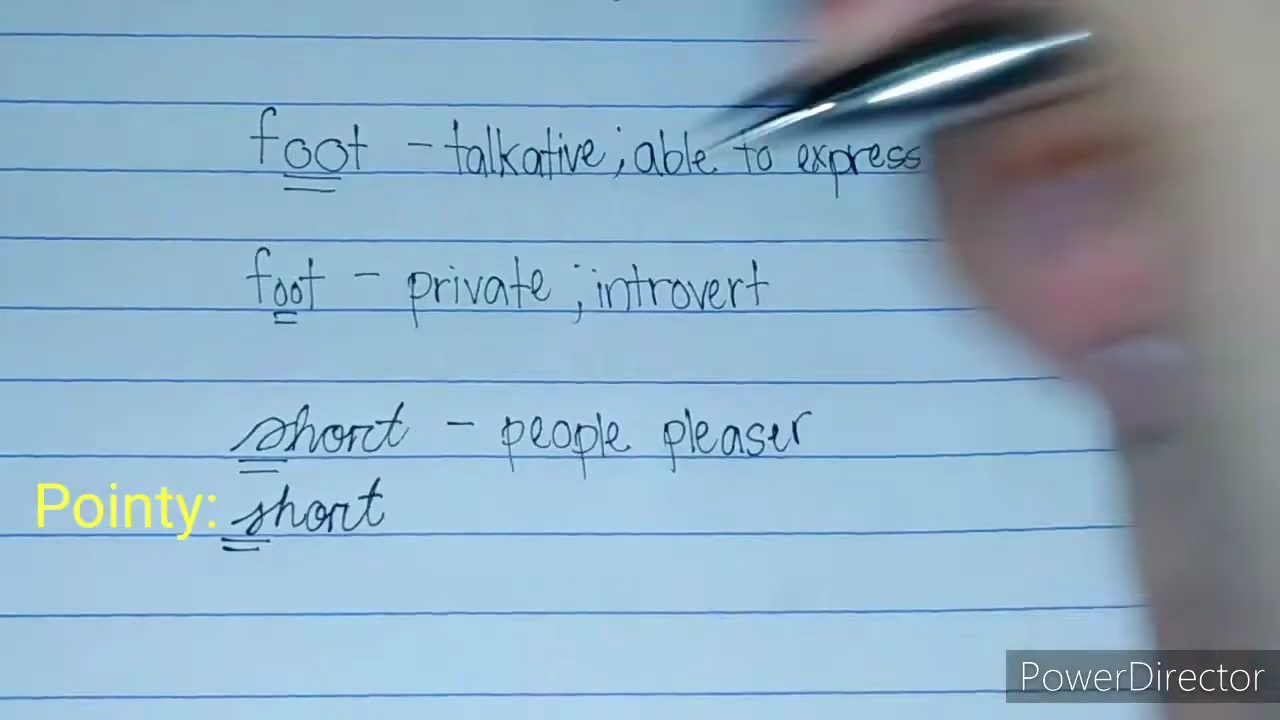 foot - talkative; able to express
foot - private; introvert
short - people pleaser
Pointy: short
PowerDirector